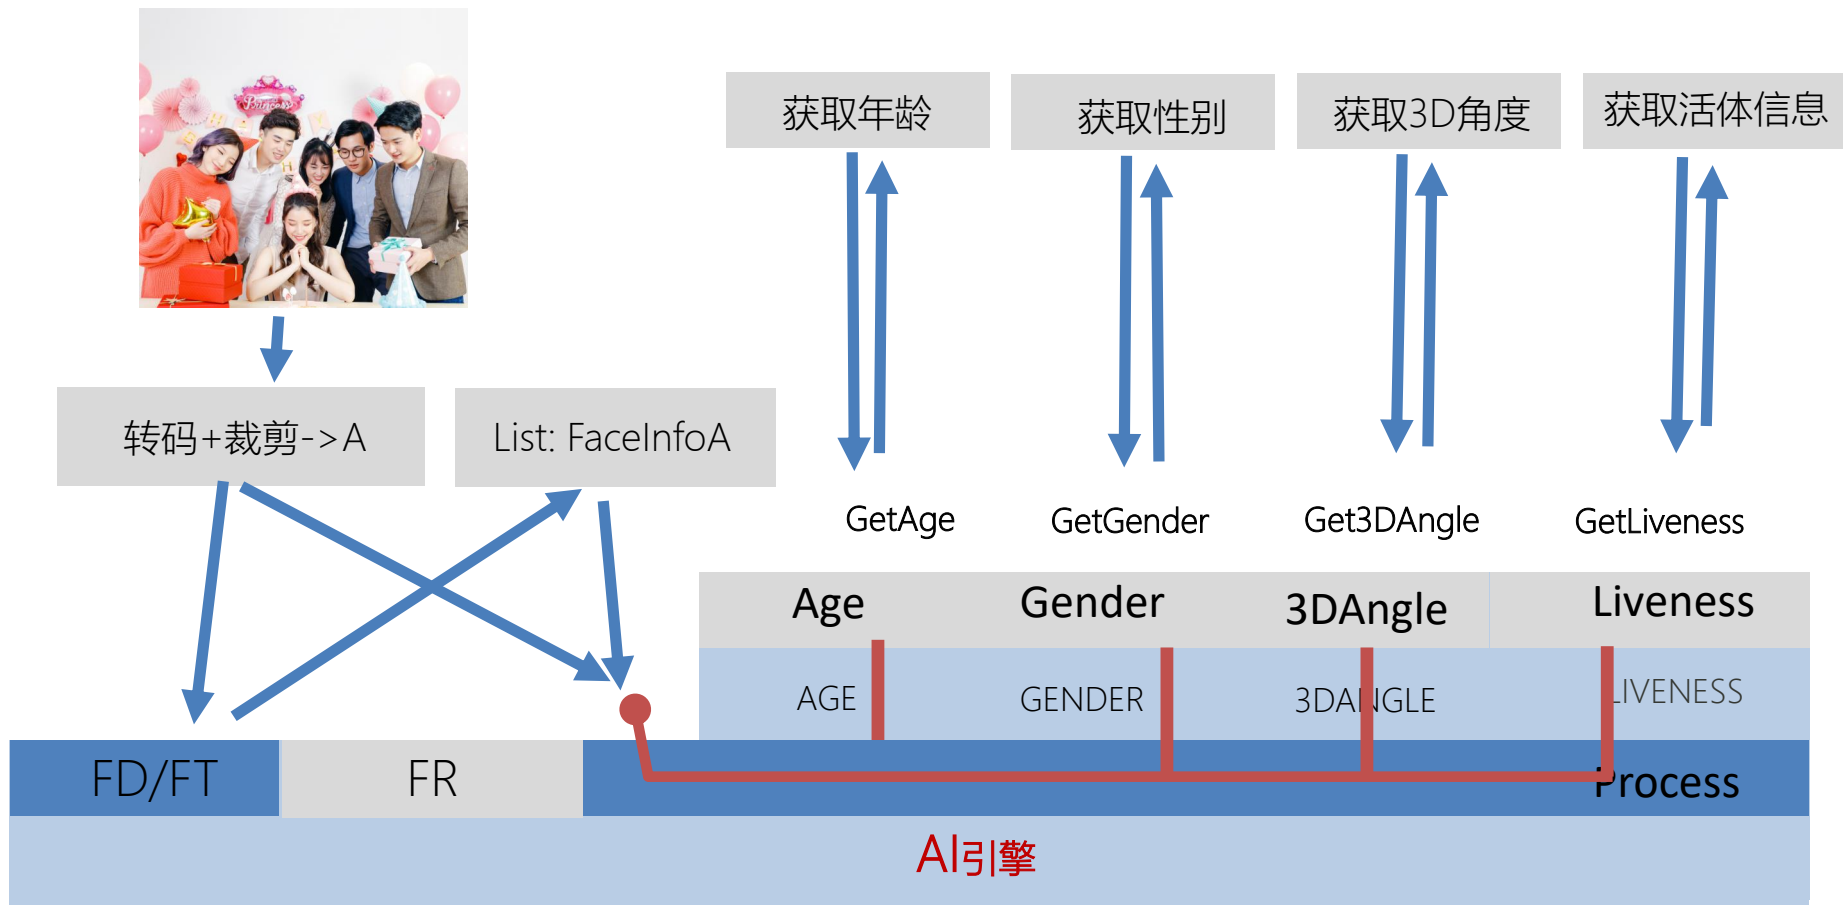 Princess
获取年龄
获取性别
获取3D角度
获取活体信息
转码+裁剪->A
List: FaceInfoA
GetAge
GetGender
Get3DAngle
GetLiveness
Age
Gender
3DAngle
Liveness
AGE
GENDER
3DANGLE
LIVENESS
FD/FT
FR
Process
AI引擎